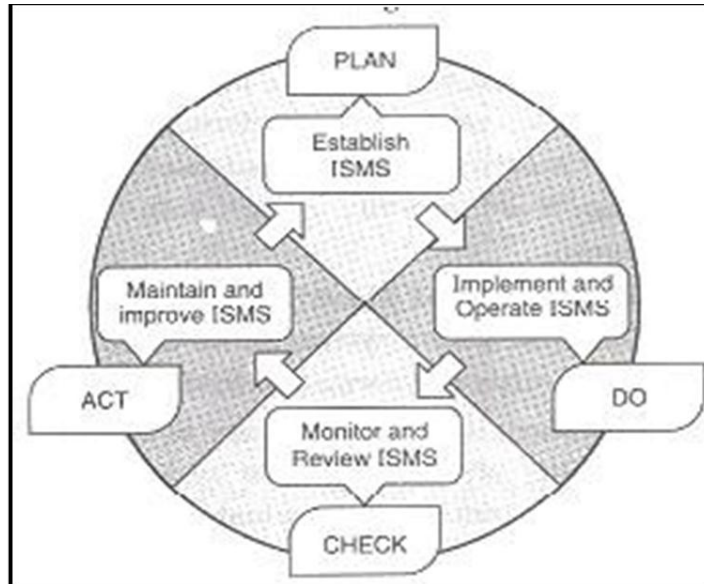 PLAN
Establish
ISMS
Maintain and
improve ISMS
Implement and
Operate ISMS
ACT
DO
Monitor and
Review ISMS
CHECK